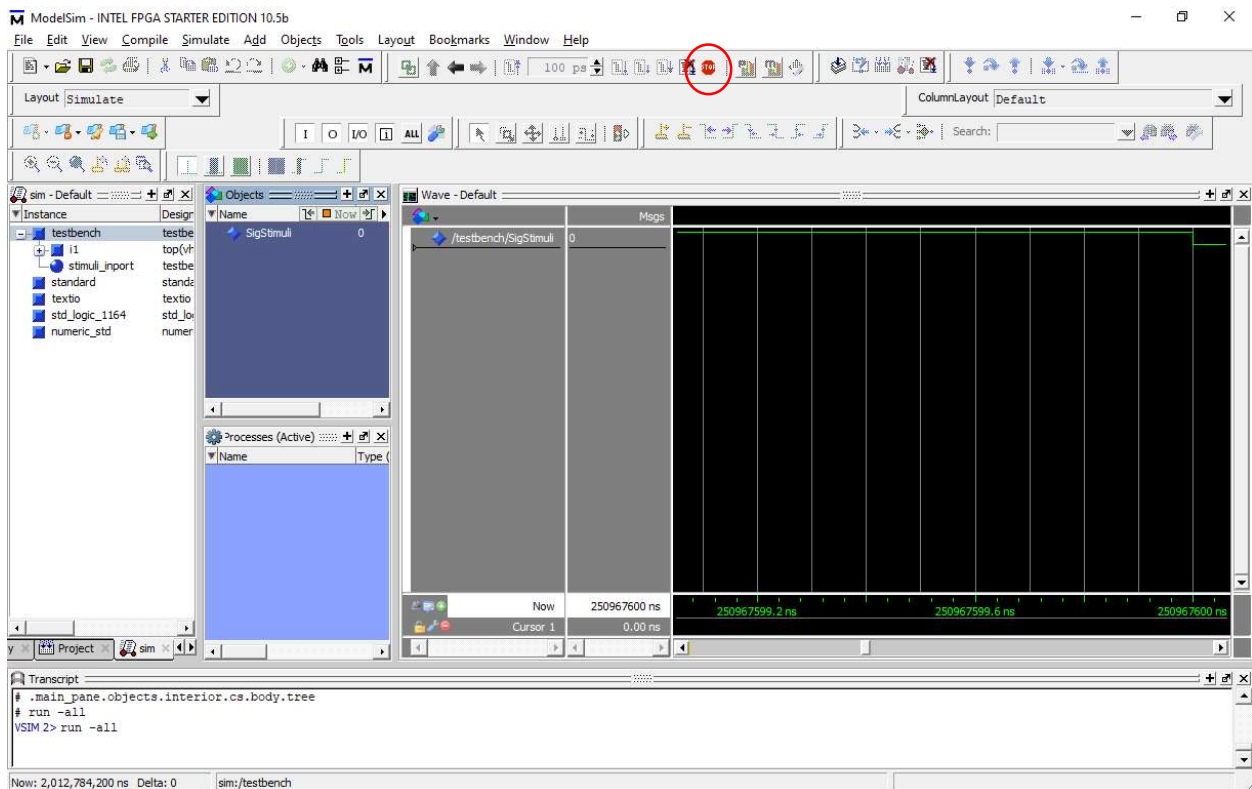 ModelSim - INTEL FPGA STARTER EDITION 10.5b
File Edit View Compile Simulate Add Objects Tools Layout Bookmarks Window Help
100 ps
STOP
Layout Simulate
ColumnLayout Default
I O I/O ALL
Search:
sim - Default
Instance Design
testbench testbe
i1 top(vh
stimuli_inport testbe
standard standa
textio textio
std_logic_1164 std_lo
numeric_std numer
Project sim
Objects
Name Now
SigStimuli 0
Processes (Active)
Name Type (
Wave - Default
Msgs
/testbench/SigStimuli 0
Now 250967600 ns
Cursor 1 0.00 ns
250967599.2 ns 250967599.6 ns 250967600 ns
Transcript
# .main_pane.objects.interior.cs.body.tree
# run -all
VSIM 2> run -all
Now: 2,012,784,200 ns Delta: 0 sim:/testbench